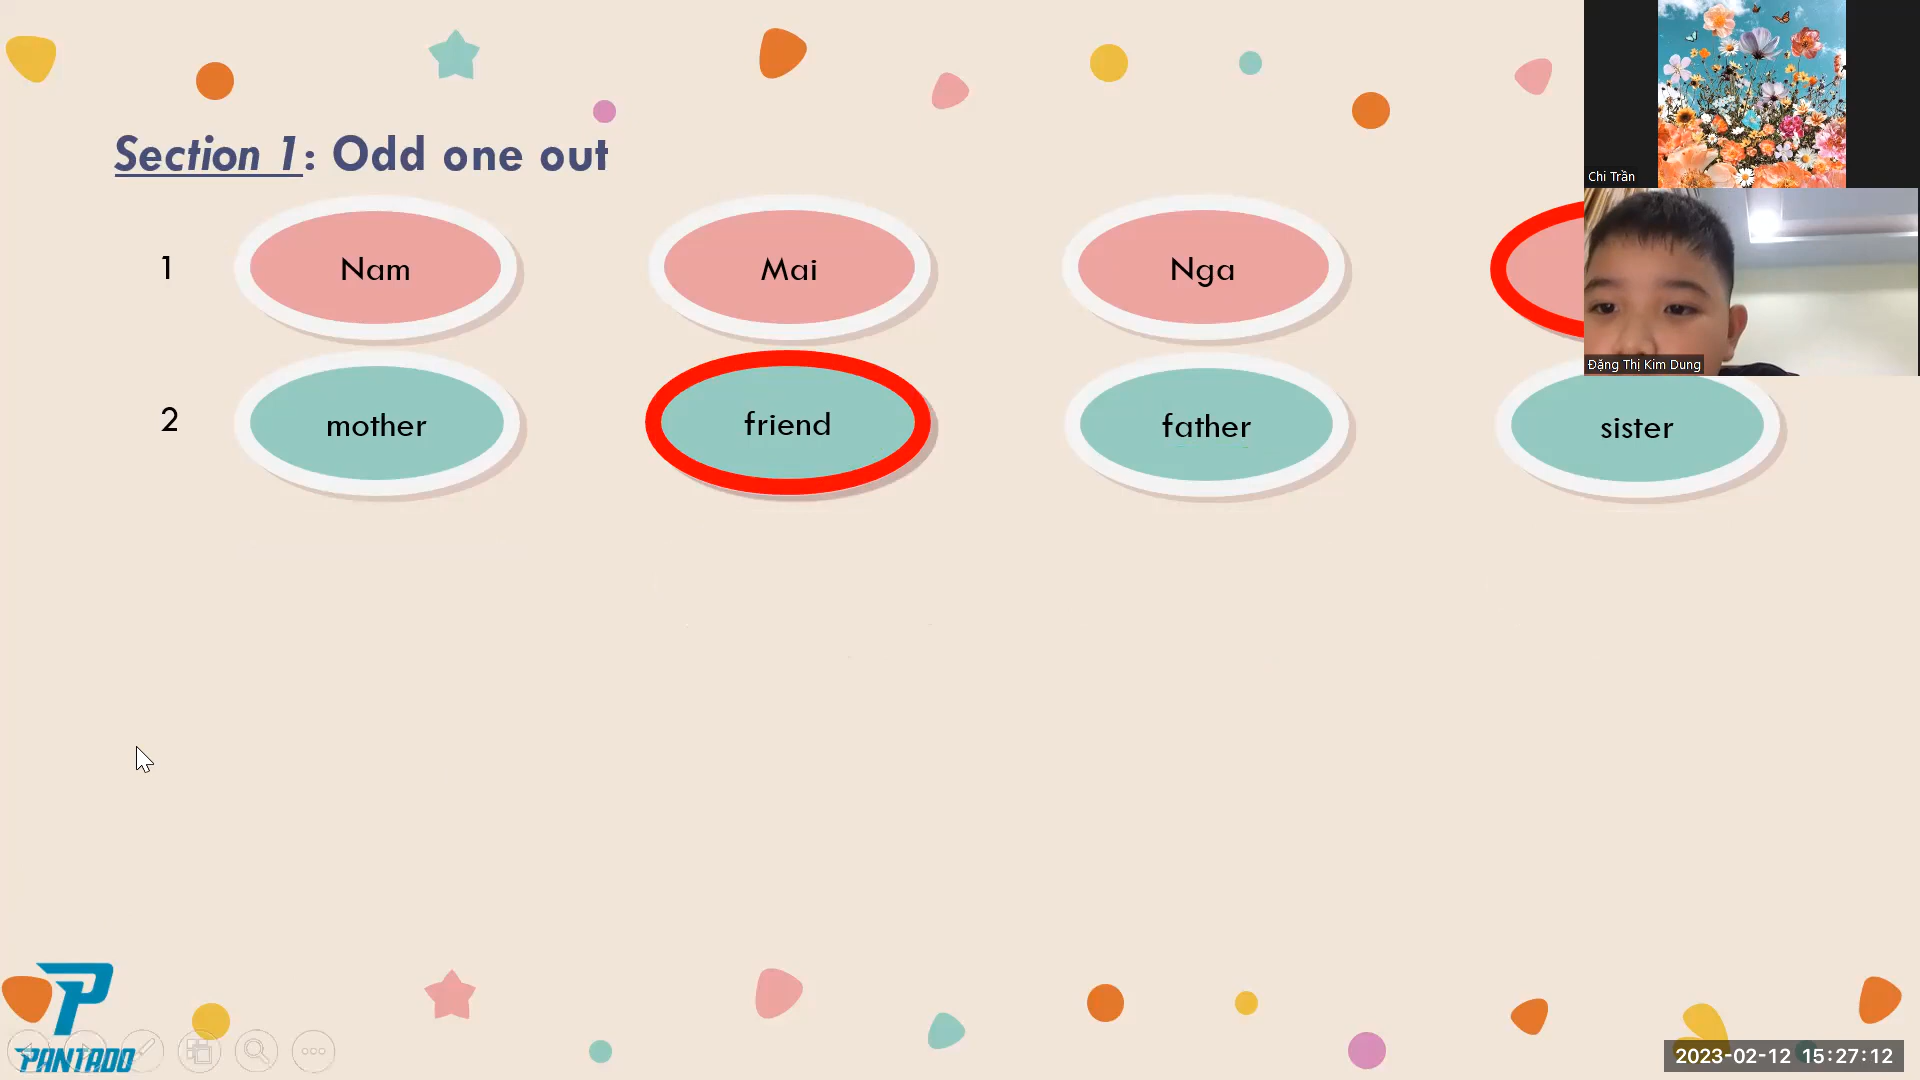 Section 1: Odd one out
1 Nam Mai Nga
2 mother friend father sister
Chi Trần
Đặng Thị Kim Dung
PANTADO
2023-02-12 15:27:12